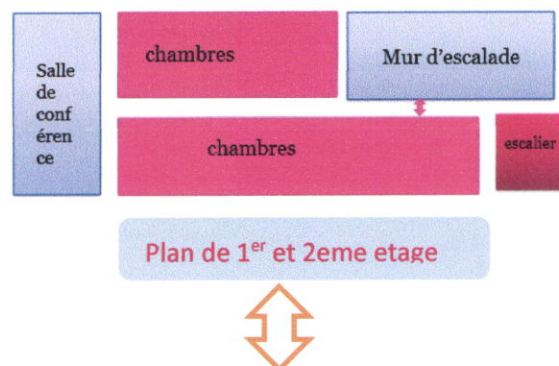 chambres
Mur d'escalade
Salle
de
conf
éren
ce
chambres
escalier
Plan de 1er et 2eme etage